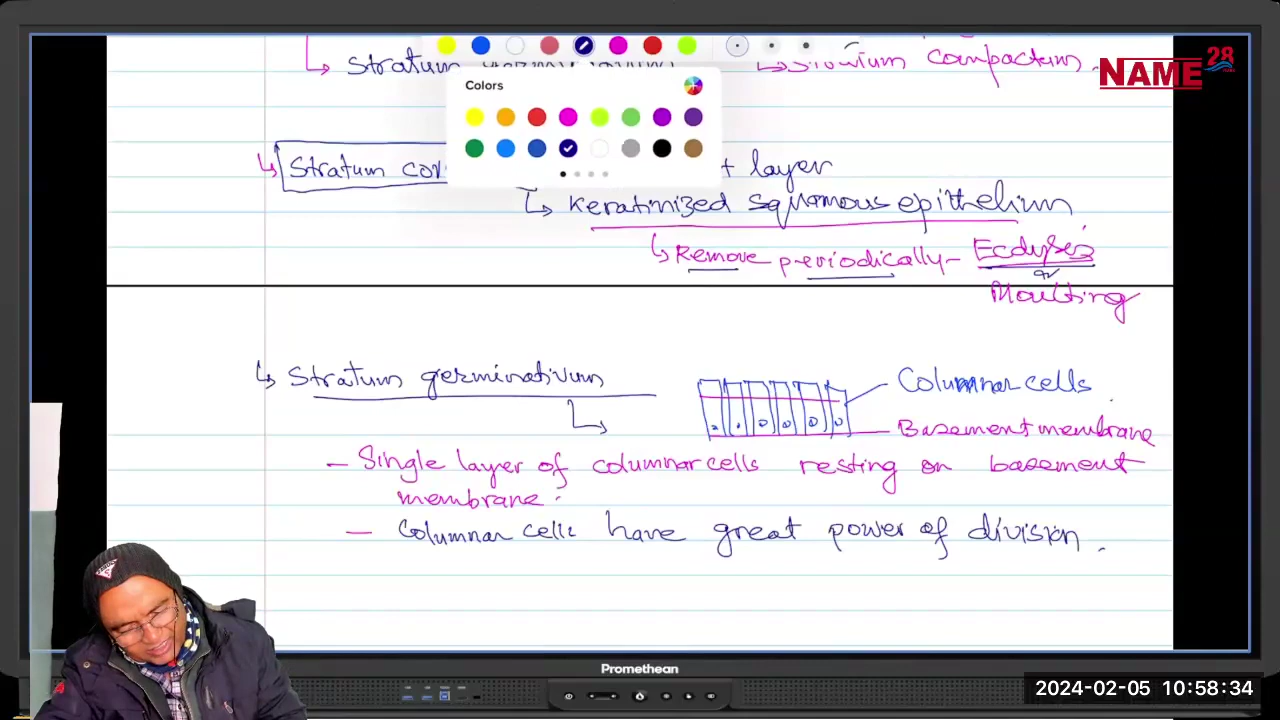 Stratum
compactum.
NAME 28
Colors
Stratum cor
layer
Keratinized squamous epithelium
Remove periodically - Ecdysis
or
Moulting
Stratum germinativum
Columnar cells
Basement membrane
- Single layer of columnar cells resting on basement
membrane.
- Columnar cells have great power of division.
Promethean
2024-02-05 10:58:34